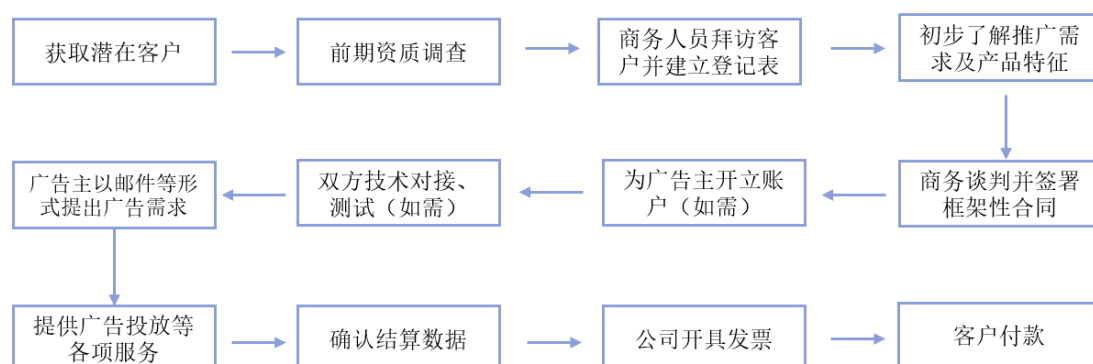 获取潜在客户
前期资质调查
商务人员拜访客
户并建立登记表
初步了解推广需
求及产品特征
商务谈判并签署
框架性合同
为广告主开立账
户（如需）
双方技术对接、
测试（如需）
广告主以邮件等形
式提出广告需求
提供广告投放等
各项服务
确认结算数据
公司开具发票
客户付款